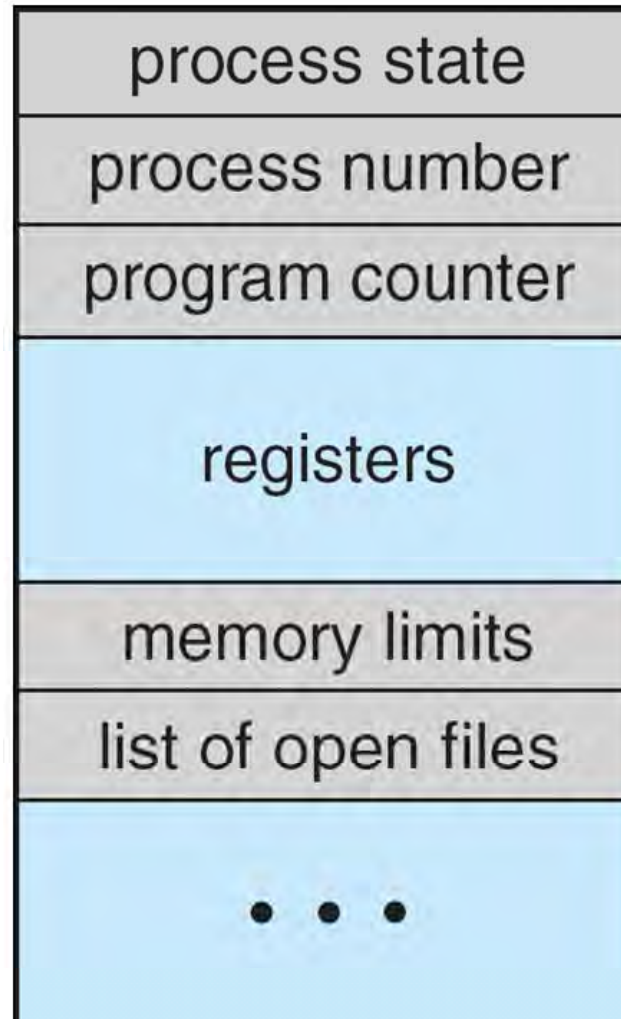 process state
process number
program counter
registers
memory limits
list of open files
• • •